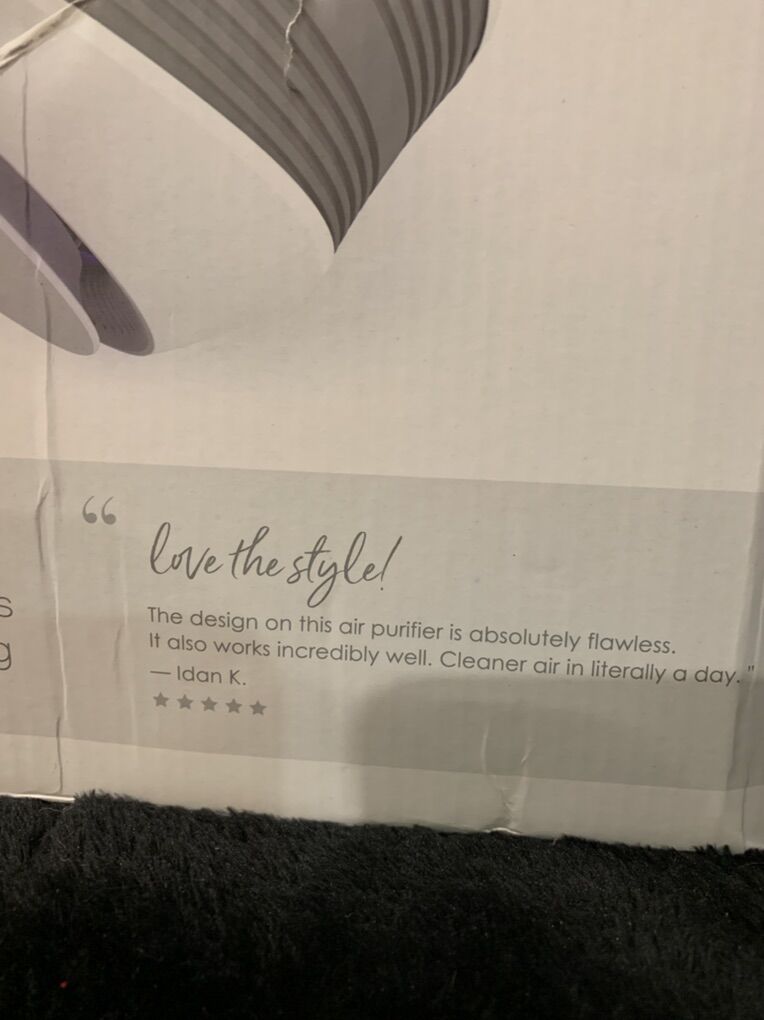 s
g
“
love the style!
The design on this air purifier is absolutely flawless.
It also works incredibly well. Cleaner air in literally a day."
— Idan K.
★★★★★